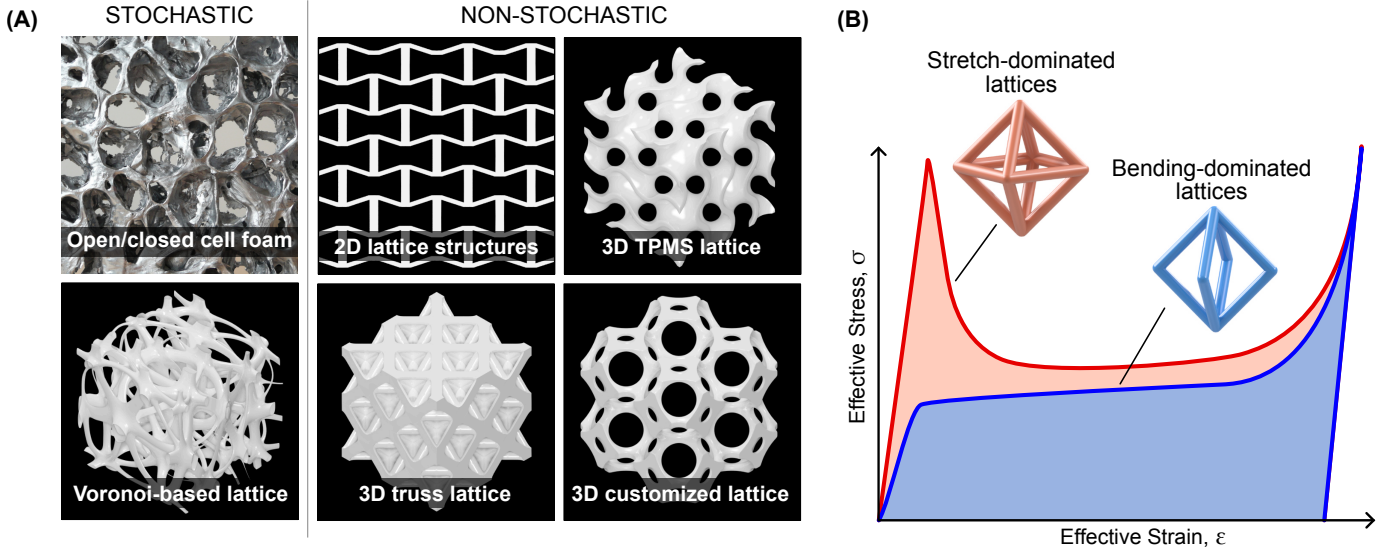 (A)
STOCHASTIC
NON-STOCHASTIC
Open/closed cell foam
2D lattice structures
3D TPMS lattice
Voronoi-based lattice
3D truss lattice
3D customized lattice
(B)
Stretch-dominated
lattices
Bending-dominated
lattices
Effective Stress, σ
Effective Strain, ε